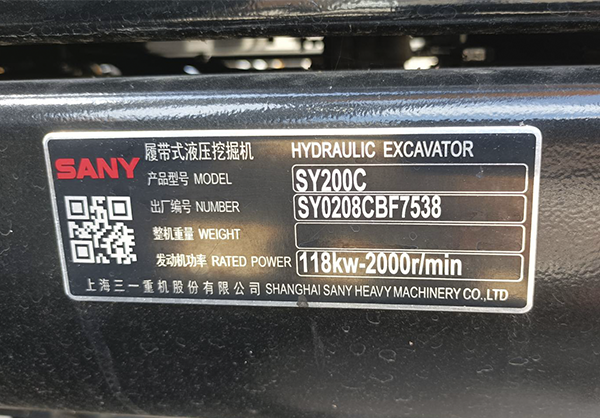 SANY 履带式液压挖掘机 HYDRAULIC EXCAVATOR
产品型号 MODEL SY200C
出厂编号 NUMBER SY0208CBF7538
整机重量 WEIGHT
发动机功率 RATED POWER 118kw-2000r/min
上海三一重机股份有限公司 SHANGHAI SANY HEAVY MACHINERY CO.,LTD